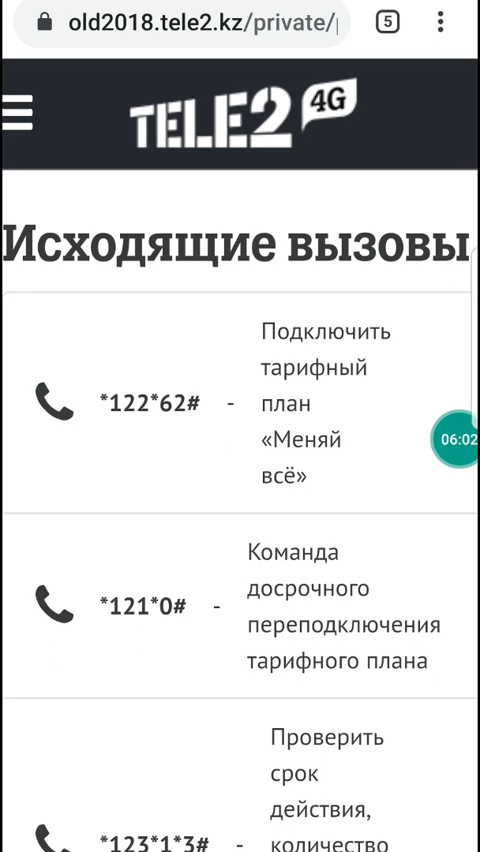 old2018.tele2.kz/private/
5
TELE2 4G
Исходящие вызовы
*122*62# - Подключить
тарифный
план
«Меняй
всё»
06:02
*121*0# - Команда
досрочного
переподключения
тарифного плана
*123*1*3# - Проверить
срок
действия,
количество